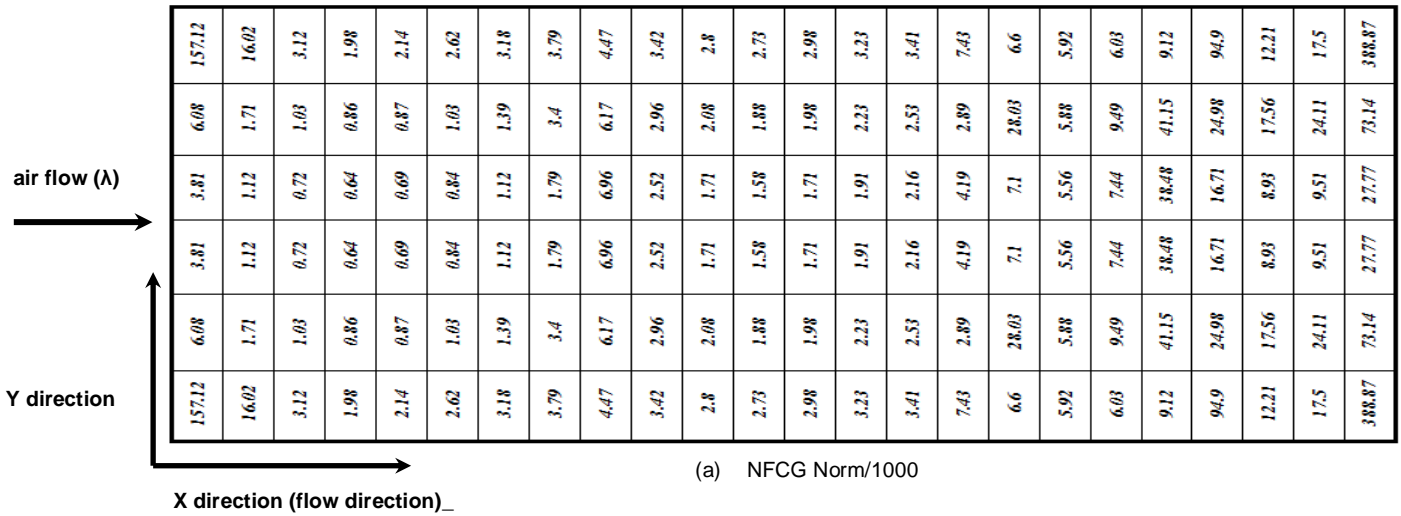 157.12 16.02 3.12 1.98 2.14 2.62 3.18 3.79 4.47 3.42 2.8 2.73 2.98 3.23 3.41 7.43 6.6 5.92 6.03 9.12 94.9 12.21 17.5 388.87
6.08 1.71 1.03 0.86 0.87 1.03 1.39 3.4 6.17 2.96 2.08 1.88 1.98 2.23 2.53 2.89 28.03 5.88 9.49 41.15 24.98 17.56 24.11 73.14
air flow (λ)
3.81 1.12 0.72 0.64 0.69 0.84 1.12 1.79 6.96 2.52 1.71 1.58 1.71 1.91 2.16 4.19 7.1 5.56 7.44 38.48 16.71 8.93 9.51 27.77
3.81 1.12 0.72 0.64 0.69 0.84 1.12 1.79 6.96 2.52 1.71 1.58 1.71 1.91 2.16 4.19 7.1 5.56 7.44 38.48 16.71 8.93 9.51 27.77
6.08 1.71 1.03 0.86 0.87 1.03 1.39 3.4 6.17 2.96 2.08 1.88 1.98 2.23 2.53 2.89 28.03 5.88 9.49 41.15 24.98 17.56 24.11 73.14
Y direction
157.12 16.02 3.12 1.98 2.14 2.62 3.18 3.79 4.47 3.42 2.8 2.73 2.98 3.23 3.41 7.43 6.6 5.92 6.03 9.12 94.9 12.21 17.5 388.87
(a) NFCG Norm/1000
X direction (flow direction)_